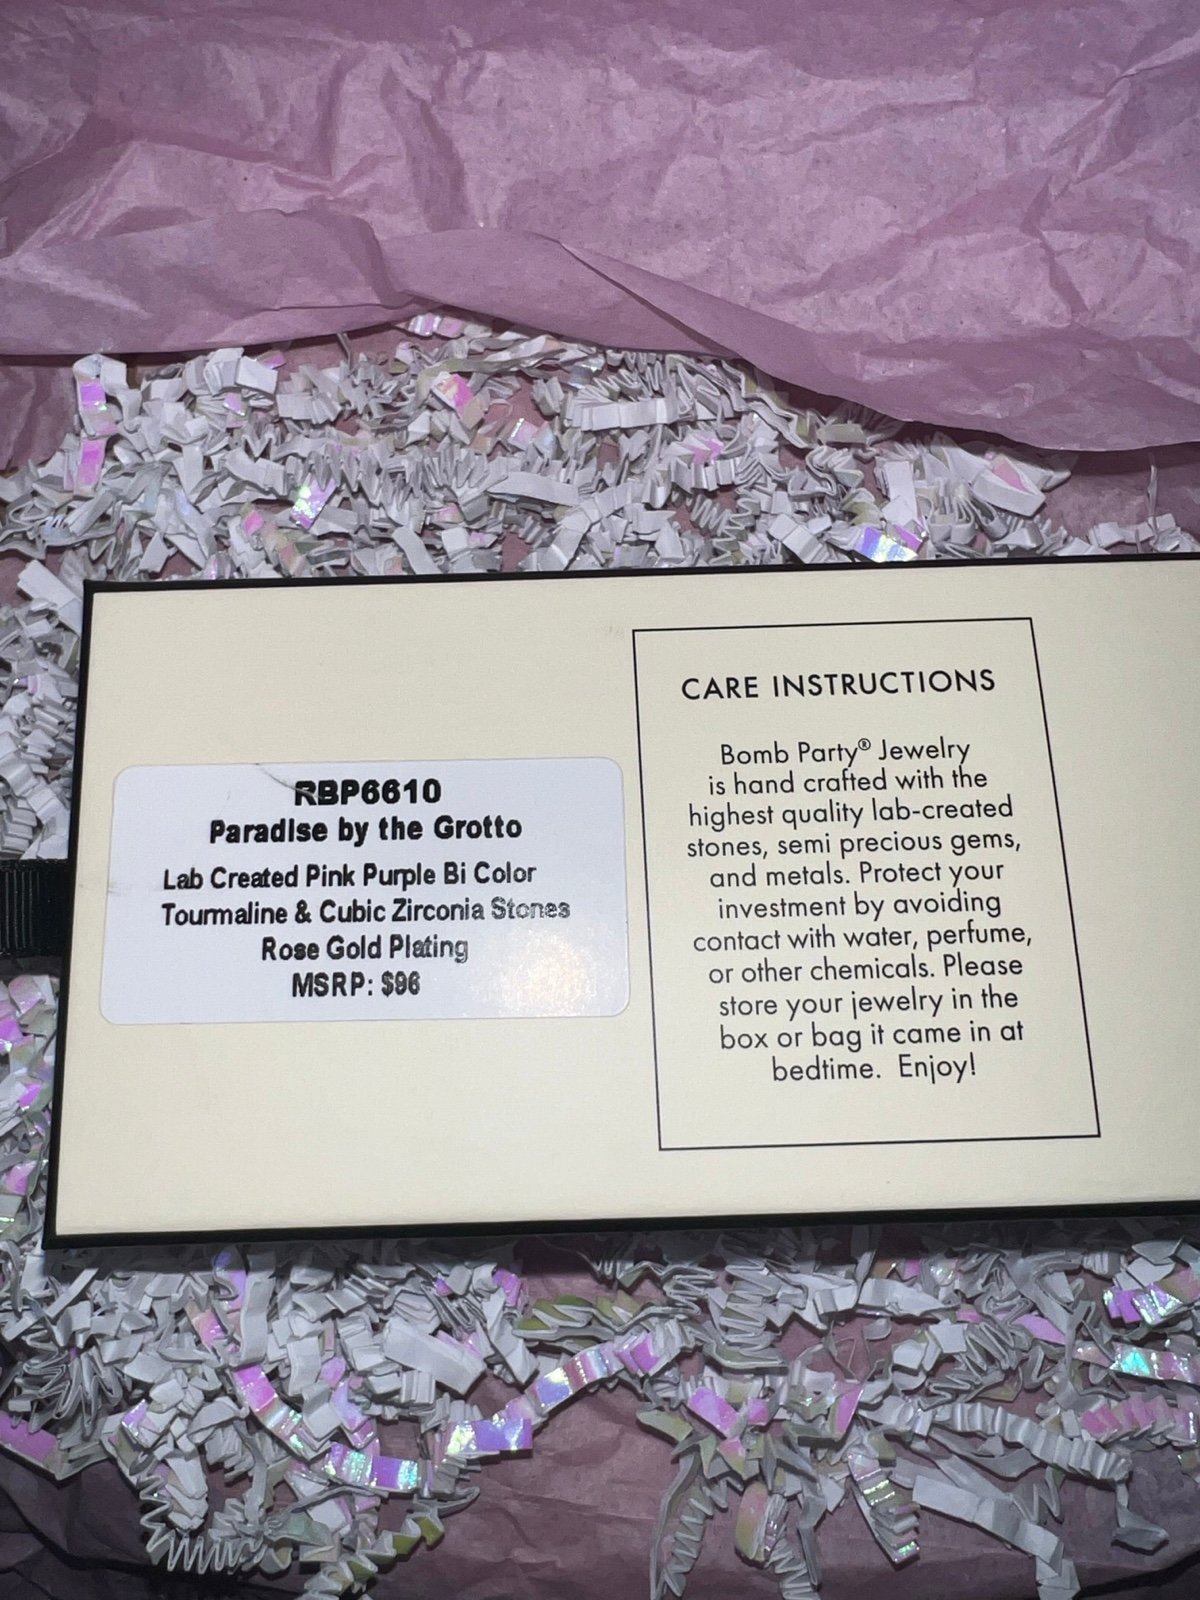 RBP6610
Paradise by the Grotto
Lab Created Pink Purple Bi Color
Tourmaline & Cubic Zirconia Stones
Rose Gold Plating
MSRP: $96
CARE INSTRUCTIONS
Bomb Party® Jewelry
is hand crafted with the
highest quality lab-created
stones, semi precious gems,
and metals. Protect your
investment by avoiding
contact with water, perfume,
or other chemicals. Please
store your jewelry in the
box or bag it came in at
bedtime. Enjoy!